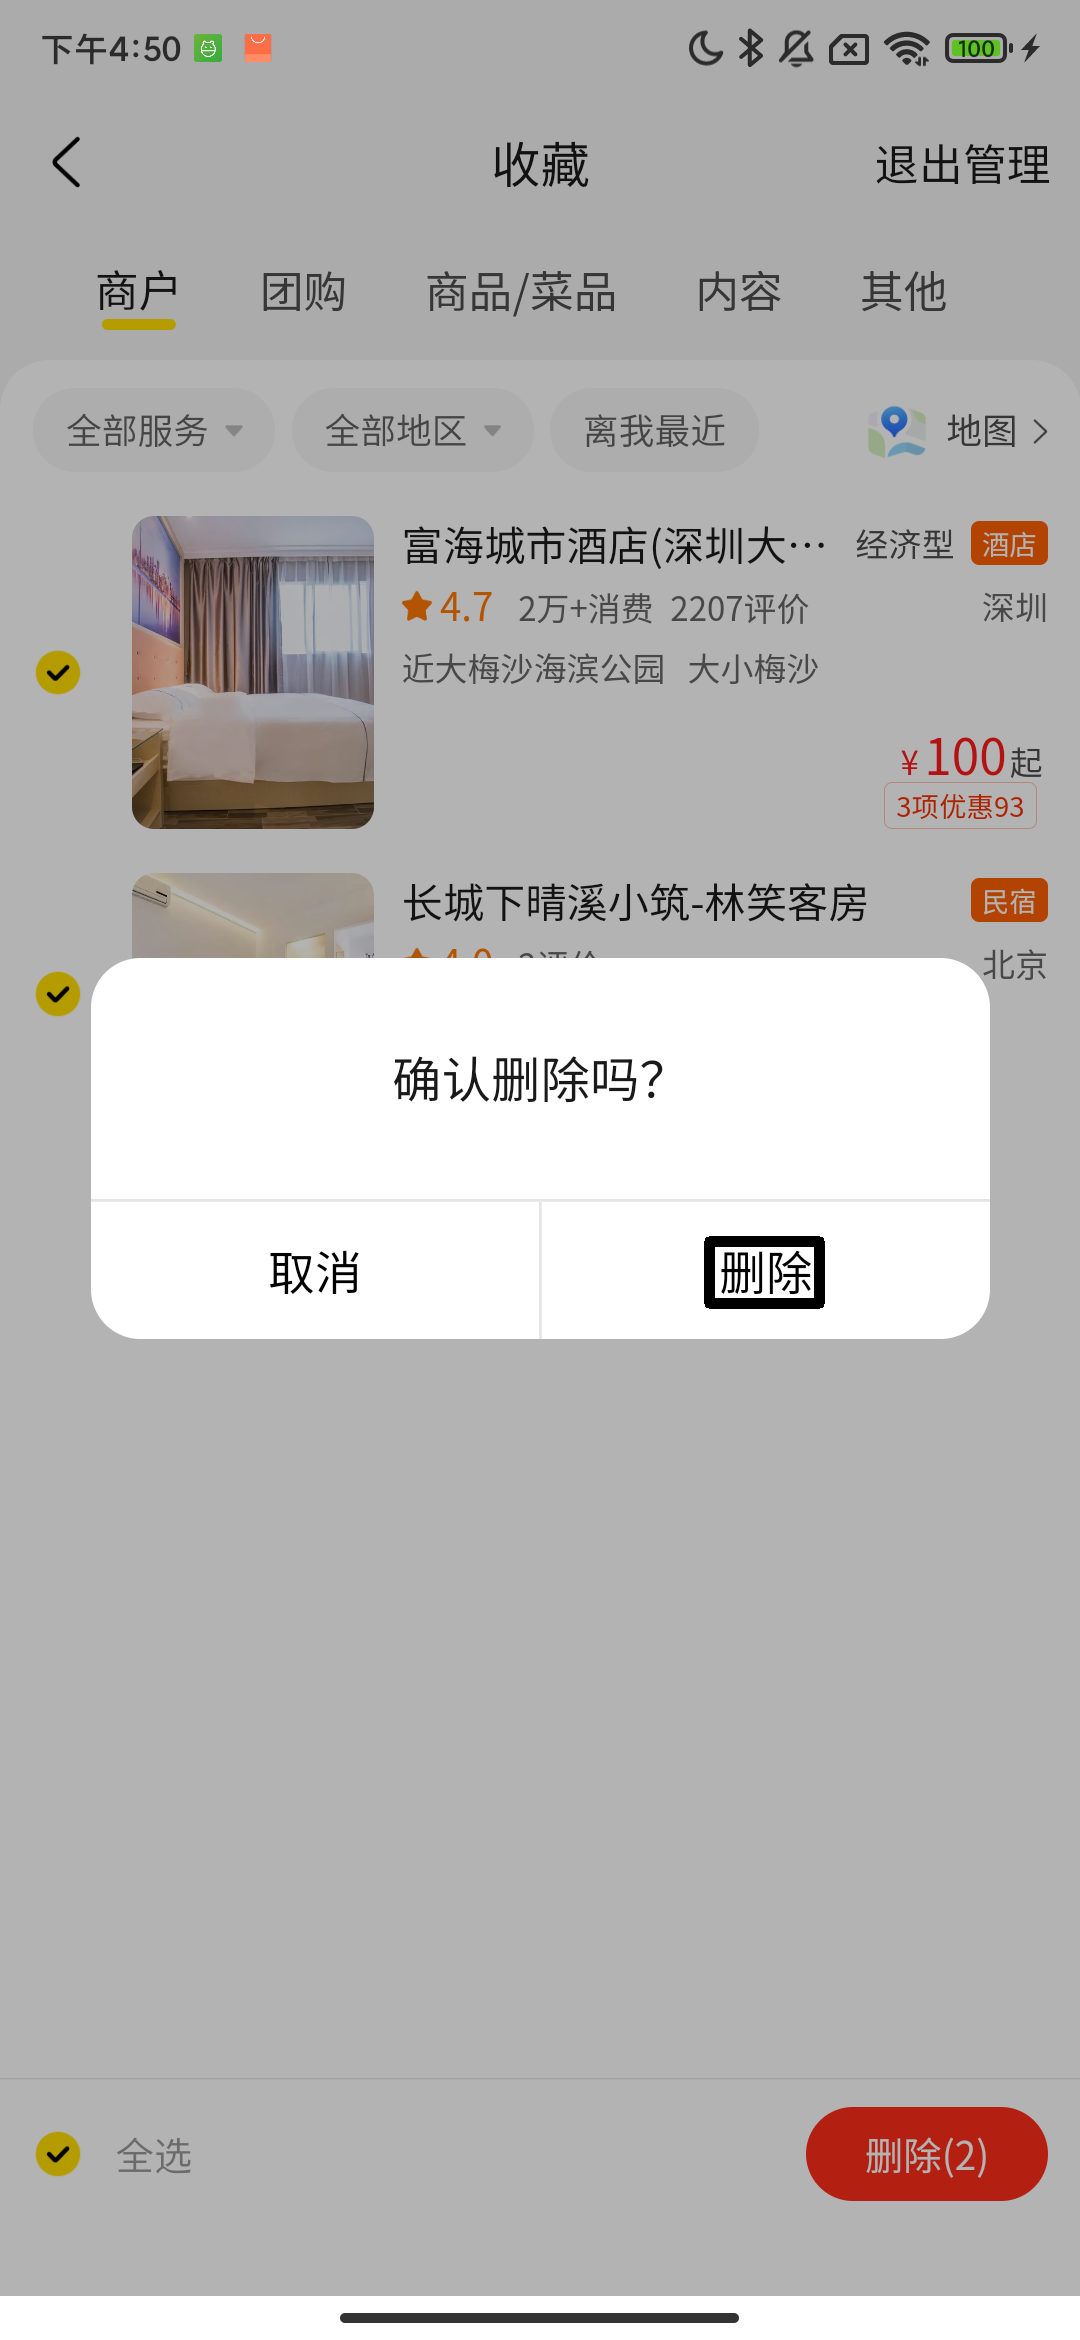 下午4:50
100
收藏
退出管理
商户
团购
商品/菜品
内容
其他
全部服务
全部地区
离我最近
地图
富海城市酒店(深圳大…
经济型
酒店
4.7 2万+消费 2207评价
深圳
近大梅沙海滨公园 大小梅沙
¥100起
3项优惠93
长城下晴溪小筑-林笑客房
民宿
北京
确认删除吗?
取消
删除
全选
删除(2)